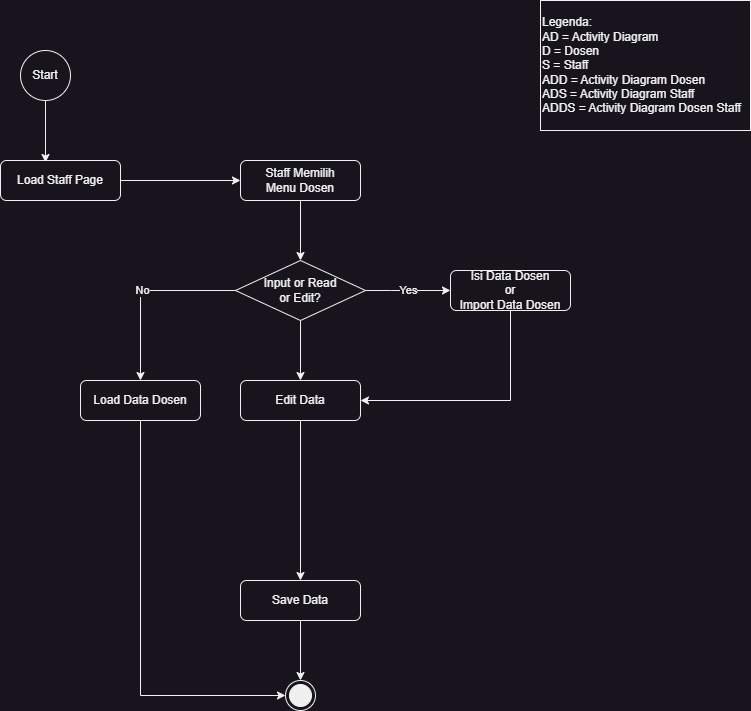 Legenda:
AD = Activity Diagram
D = Dosen
S = Staff
ADD = Activity Diagram Dosen
ADS = Activity Diagram Staff
ADDS = Activity Diagram Dosen Staff
Start
Load Staff Page
Staff Memilih
Menu Dosen
Input or Read
or Edit?
No
Yes
Isi Data Dosen
or
Import Data Dosen
Load Data Dosen
Edit Data
Save Data